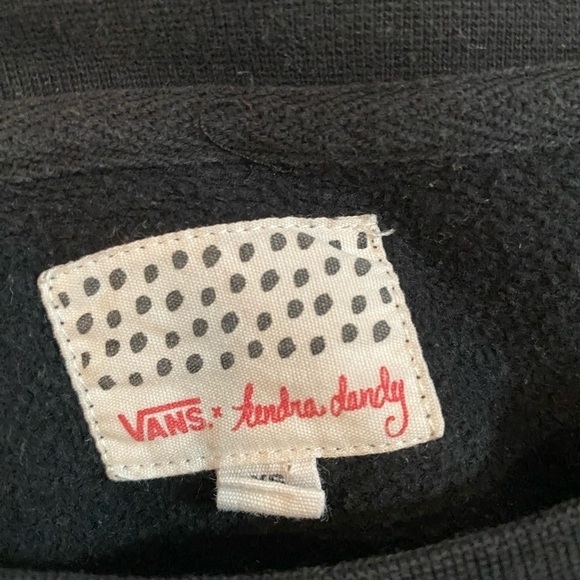 VANS. × kendra dandy